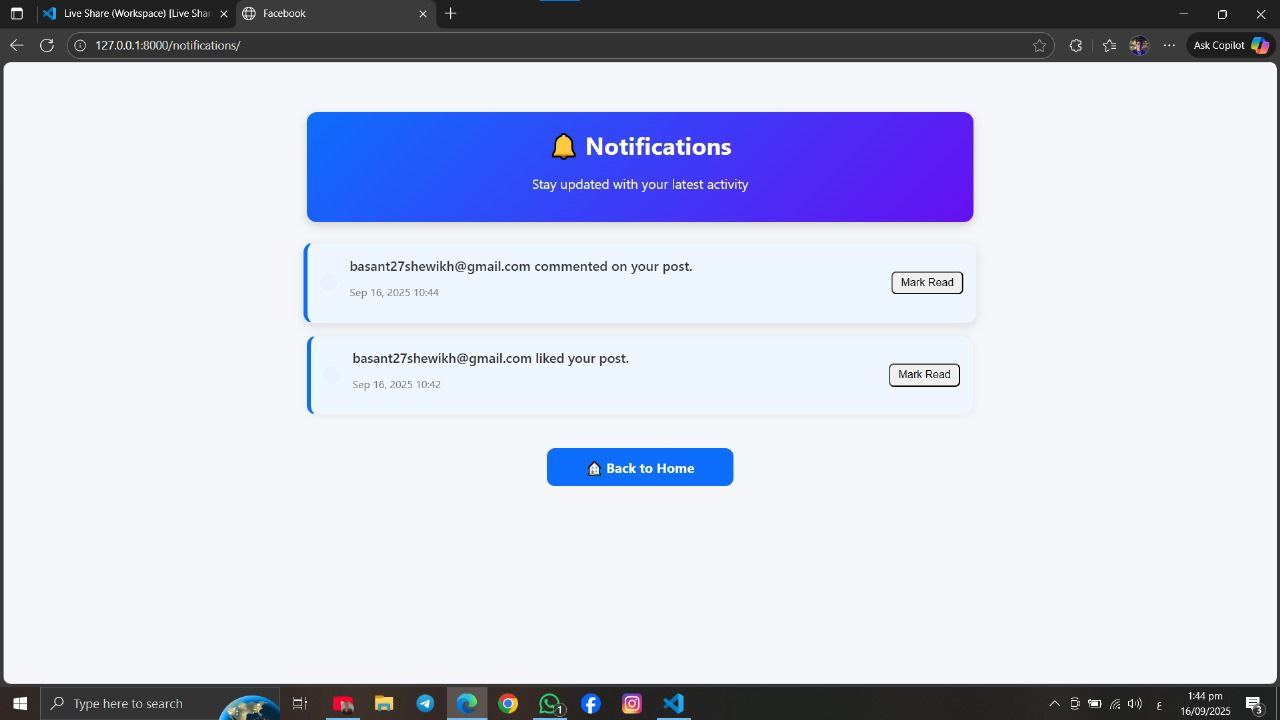 Live Share (Workspace) [Live Shar
Facebook
127.0.0.1:8000/notifications/
Ask Copilot
🔔 Notifications
Stay updated with your latest activity
basant27shewikh@gmail.com commented on your post.
Sep 16, 2025 10:44
Mark Read
basant27shewikh@gmail.com liked your post.
Sep 16, 2025 10:42
Mark Read
🏠 Back to Home
Type here to search
1
ع
1:44 pm
16/09/2025
3